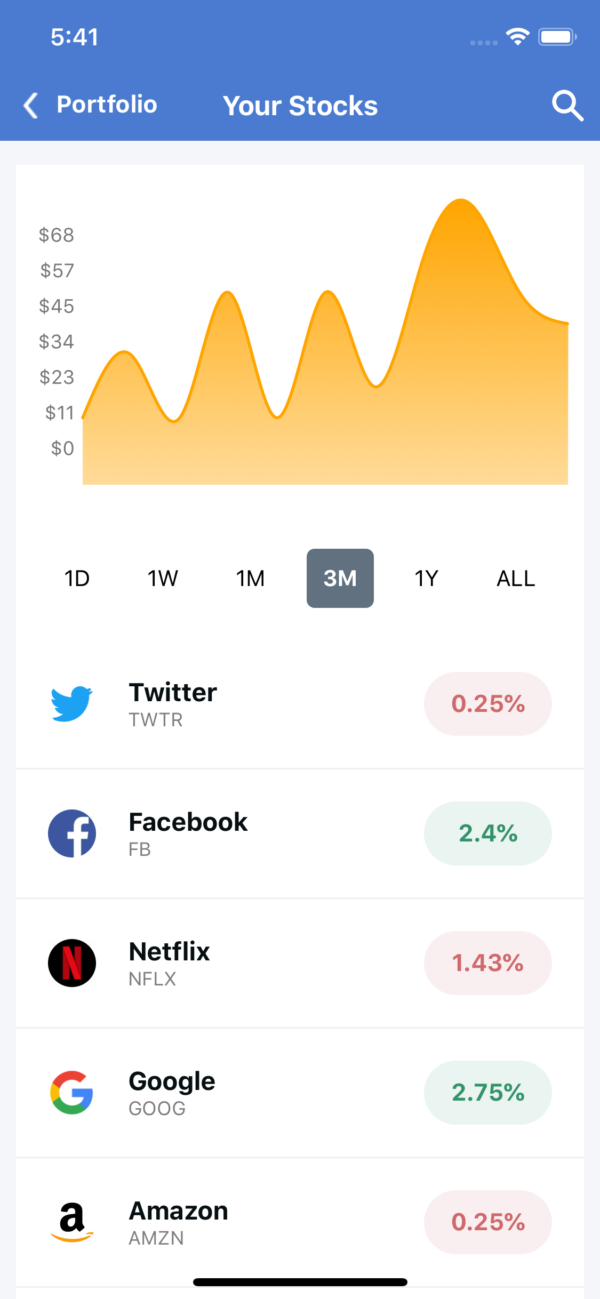 5:41
Portfolio Your Stocks
$68
$57
$45
$34
$23
$11
$0
1D 1W 1M 3M 1Y ALL
Twitter
TWTR
0.25%
Facebook
FB
2.4%
Netflix
NFLX
1.43%
Google
GOOG
2.75%
Amazon
AMZN
0.25%